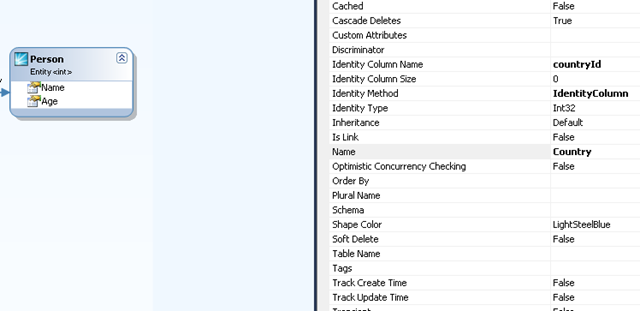 Person
Entity <int>
Name
Age
Cached False
Cascade Deletes True
Custom Attributes
Discriminator
Identity Column Name countryId
Identity Column Size 0
Identity Method IdentityColumn
Identity Type Int32
Inheritance Default
Is Link False
Name Country
Optimistic Concurrency Checking False
Order By
Plural Name
Schema
Shape Color LightSteelBlue
Soft Delete False
Table Name
Tags
Track Create Time False
Track Update Time False
Transient False